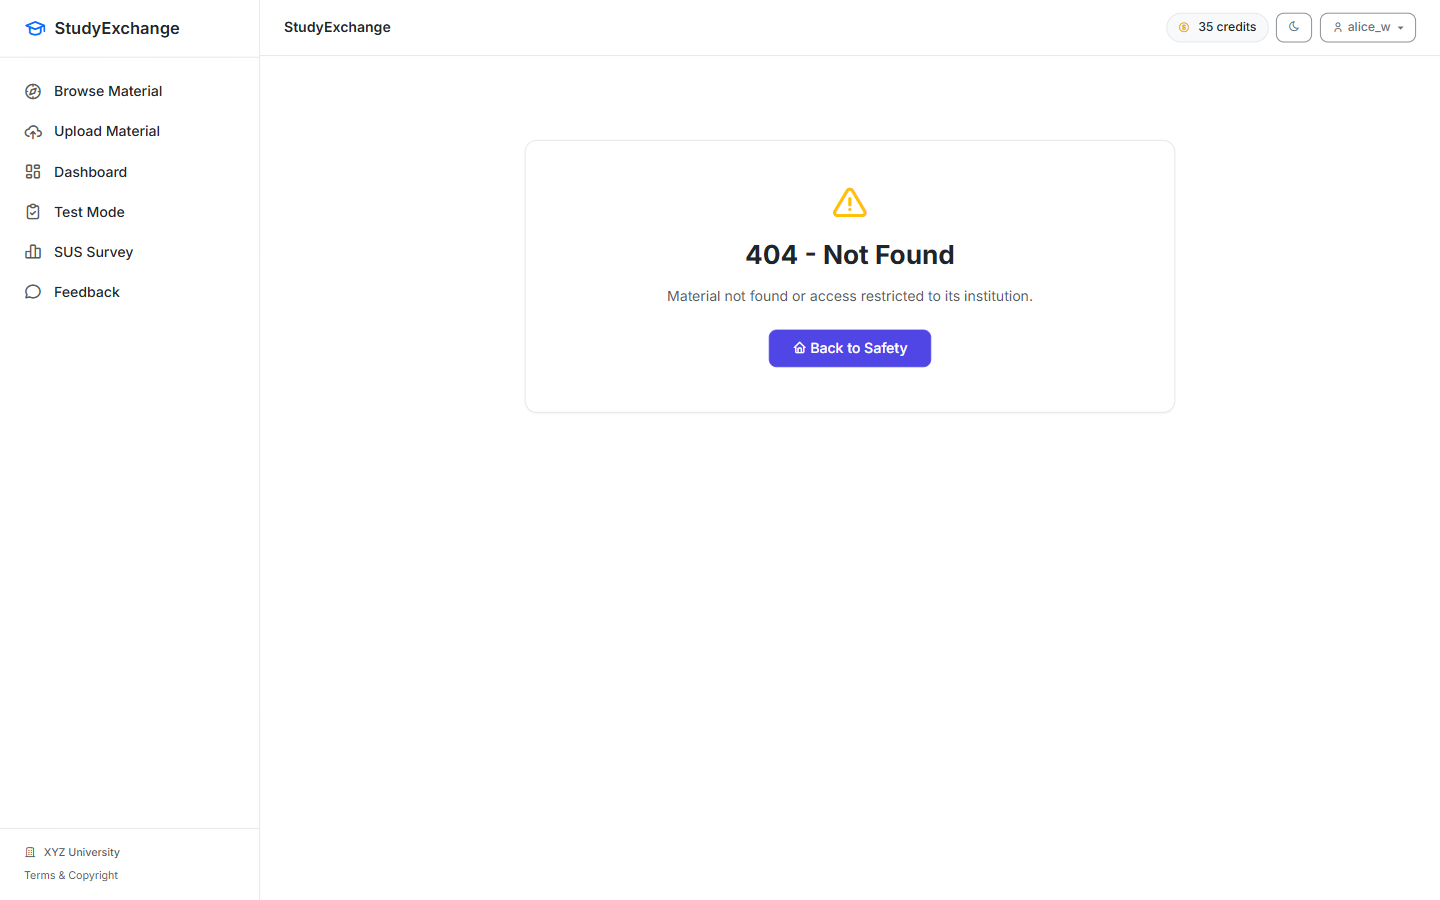 StudyExchange
Browse Material
Upload Material
Dashboard
Test Mode
SUS Survey
Feedback
XYZ University
Terms & Copyright
StudyExchange
35 credits
alice_w
404 - Not Found
Material not found or access restricted to its institution.
Back to Safety